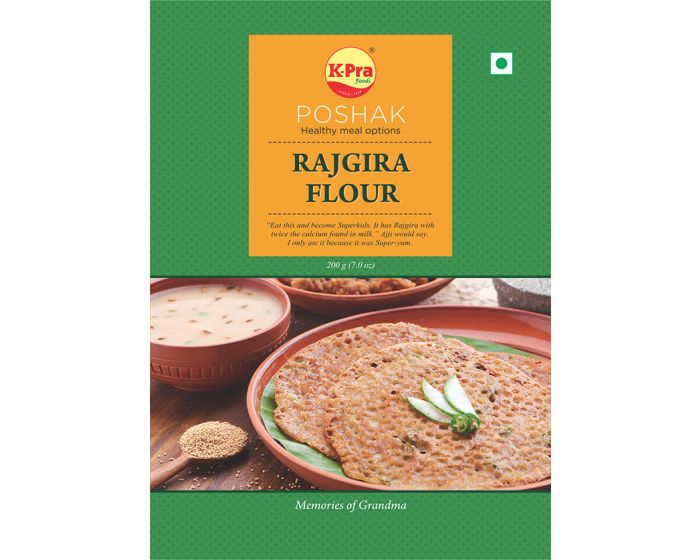 K-Pra
Foods
POSHAK
Healthy meal options
RAJGIRA
FLOUR
"Eat this and become Superkids. It has Rajgira with
twice the calcium found in milk." Ajji would say.
I only ate it because it was Super-yum.
200 g (7.0 oz)
Memories of Grandma